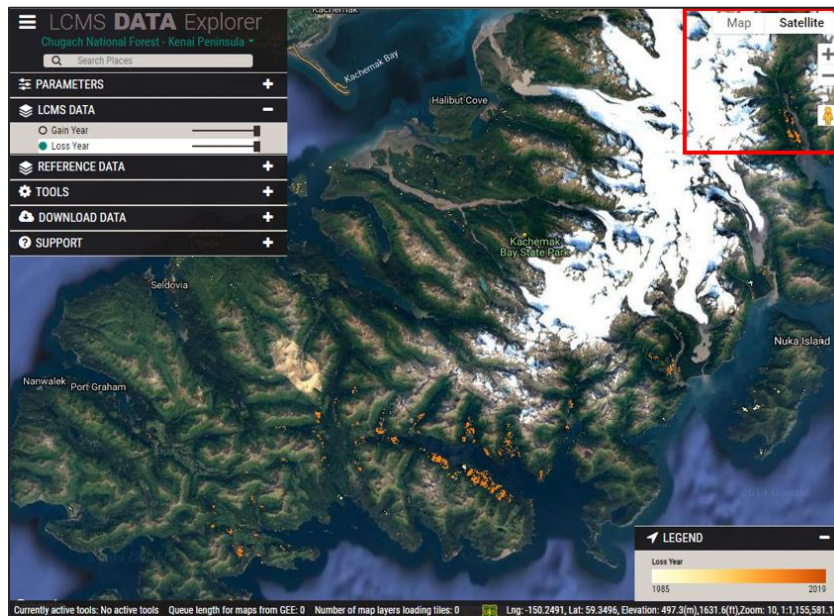 LCMS DATA Explorer
Chugach National Forest - Kenai Peninsula
Search Places
PARAMETERS
LCMS DATA
Gain Year
Loss Year
REFERENCE DATA
TOOLS
DOWNLOAD DATA
SUPPORT
Map Satellite
Kachemak
Kachemak Bay
Halibut Cove
Kachemak
Bay State Park
Village
Seldovia
Nuka Island
Nanwalek
Port Graham
LEGEND
Loss Year
1985 2019
Currently active tools: No active tools Queue length for maps from GEE: 0 Number of map layers loading tiles: 0 Lng: -150.2491, Lat: 59.3496, Elevation: 497.3(m),1631.6(ft),Zoom: 10, 1:1,155,581.1